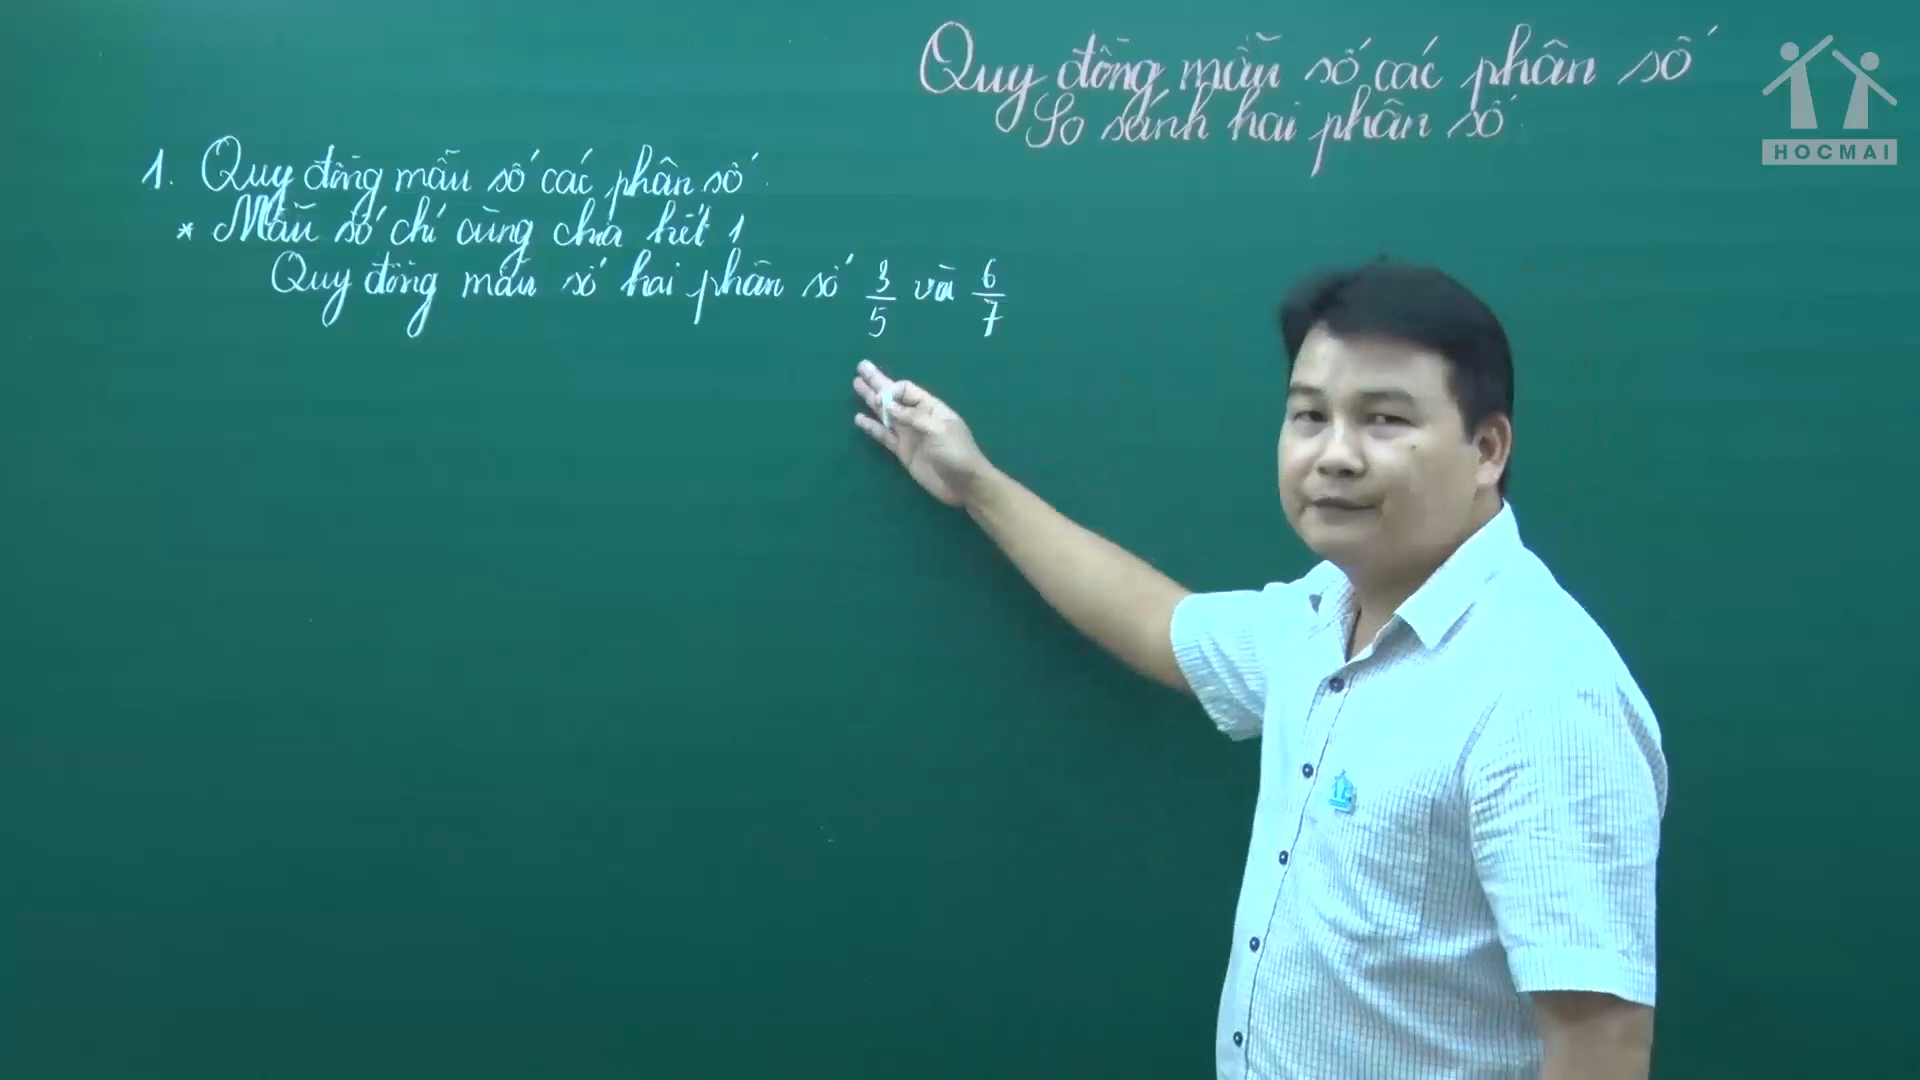 Quy đồng mẫu số các phân số
So sánh hai phân số
HOCMAI
1. Quy đồng mẫu số các phân số
* Mẫu số chỉ cùng chia hết 1
Quy đồng mẫu số hai phân số 3/5 và 6/7